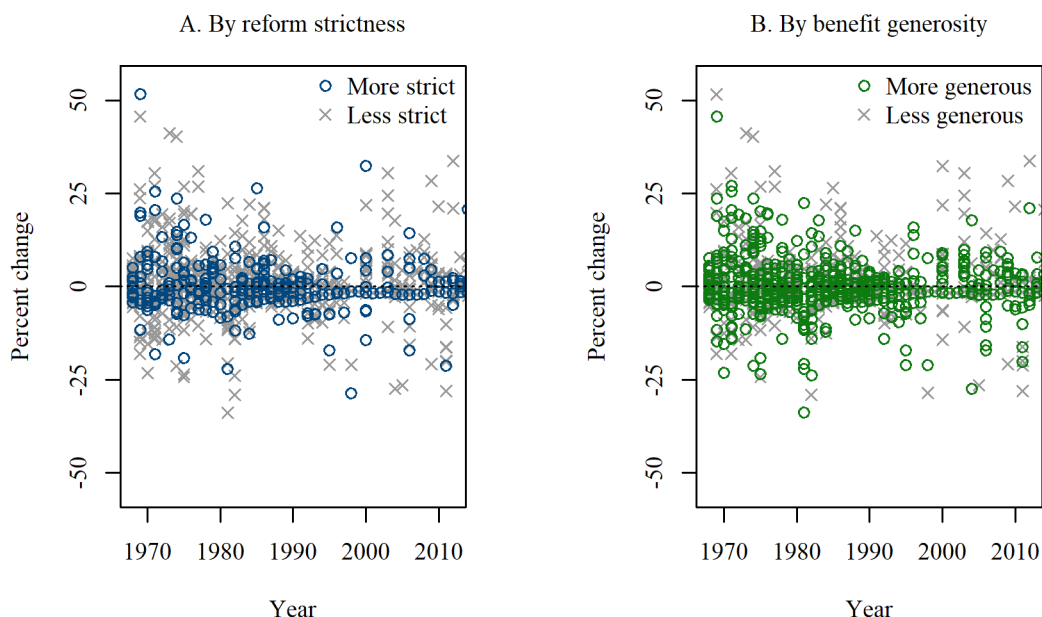 A. By reform strictness
More strict
Less strict
Percent change
50
25
0
-25
-50
1970 1980 1990 2000 2010
Year
B. By benefit generosity
More generous
Less generous
Percent change
50
25
0
-25
-50
1970 1980 1990 2000 2010
Year